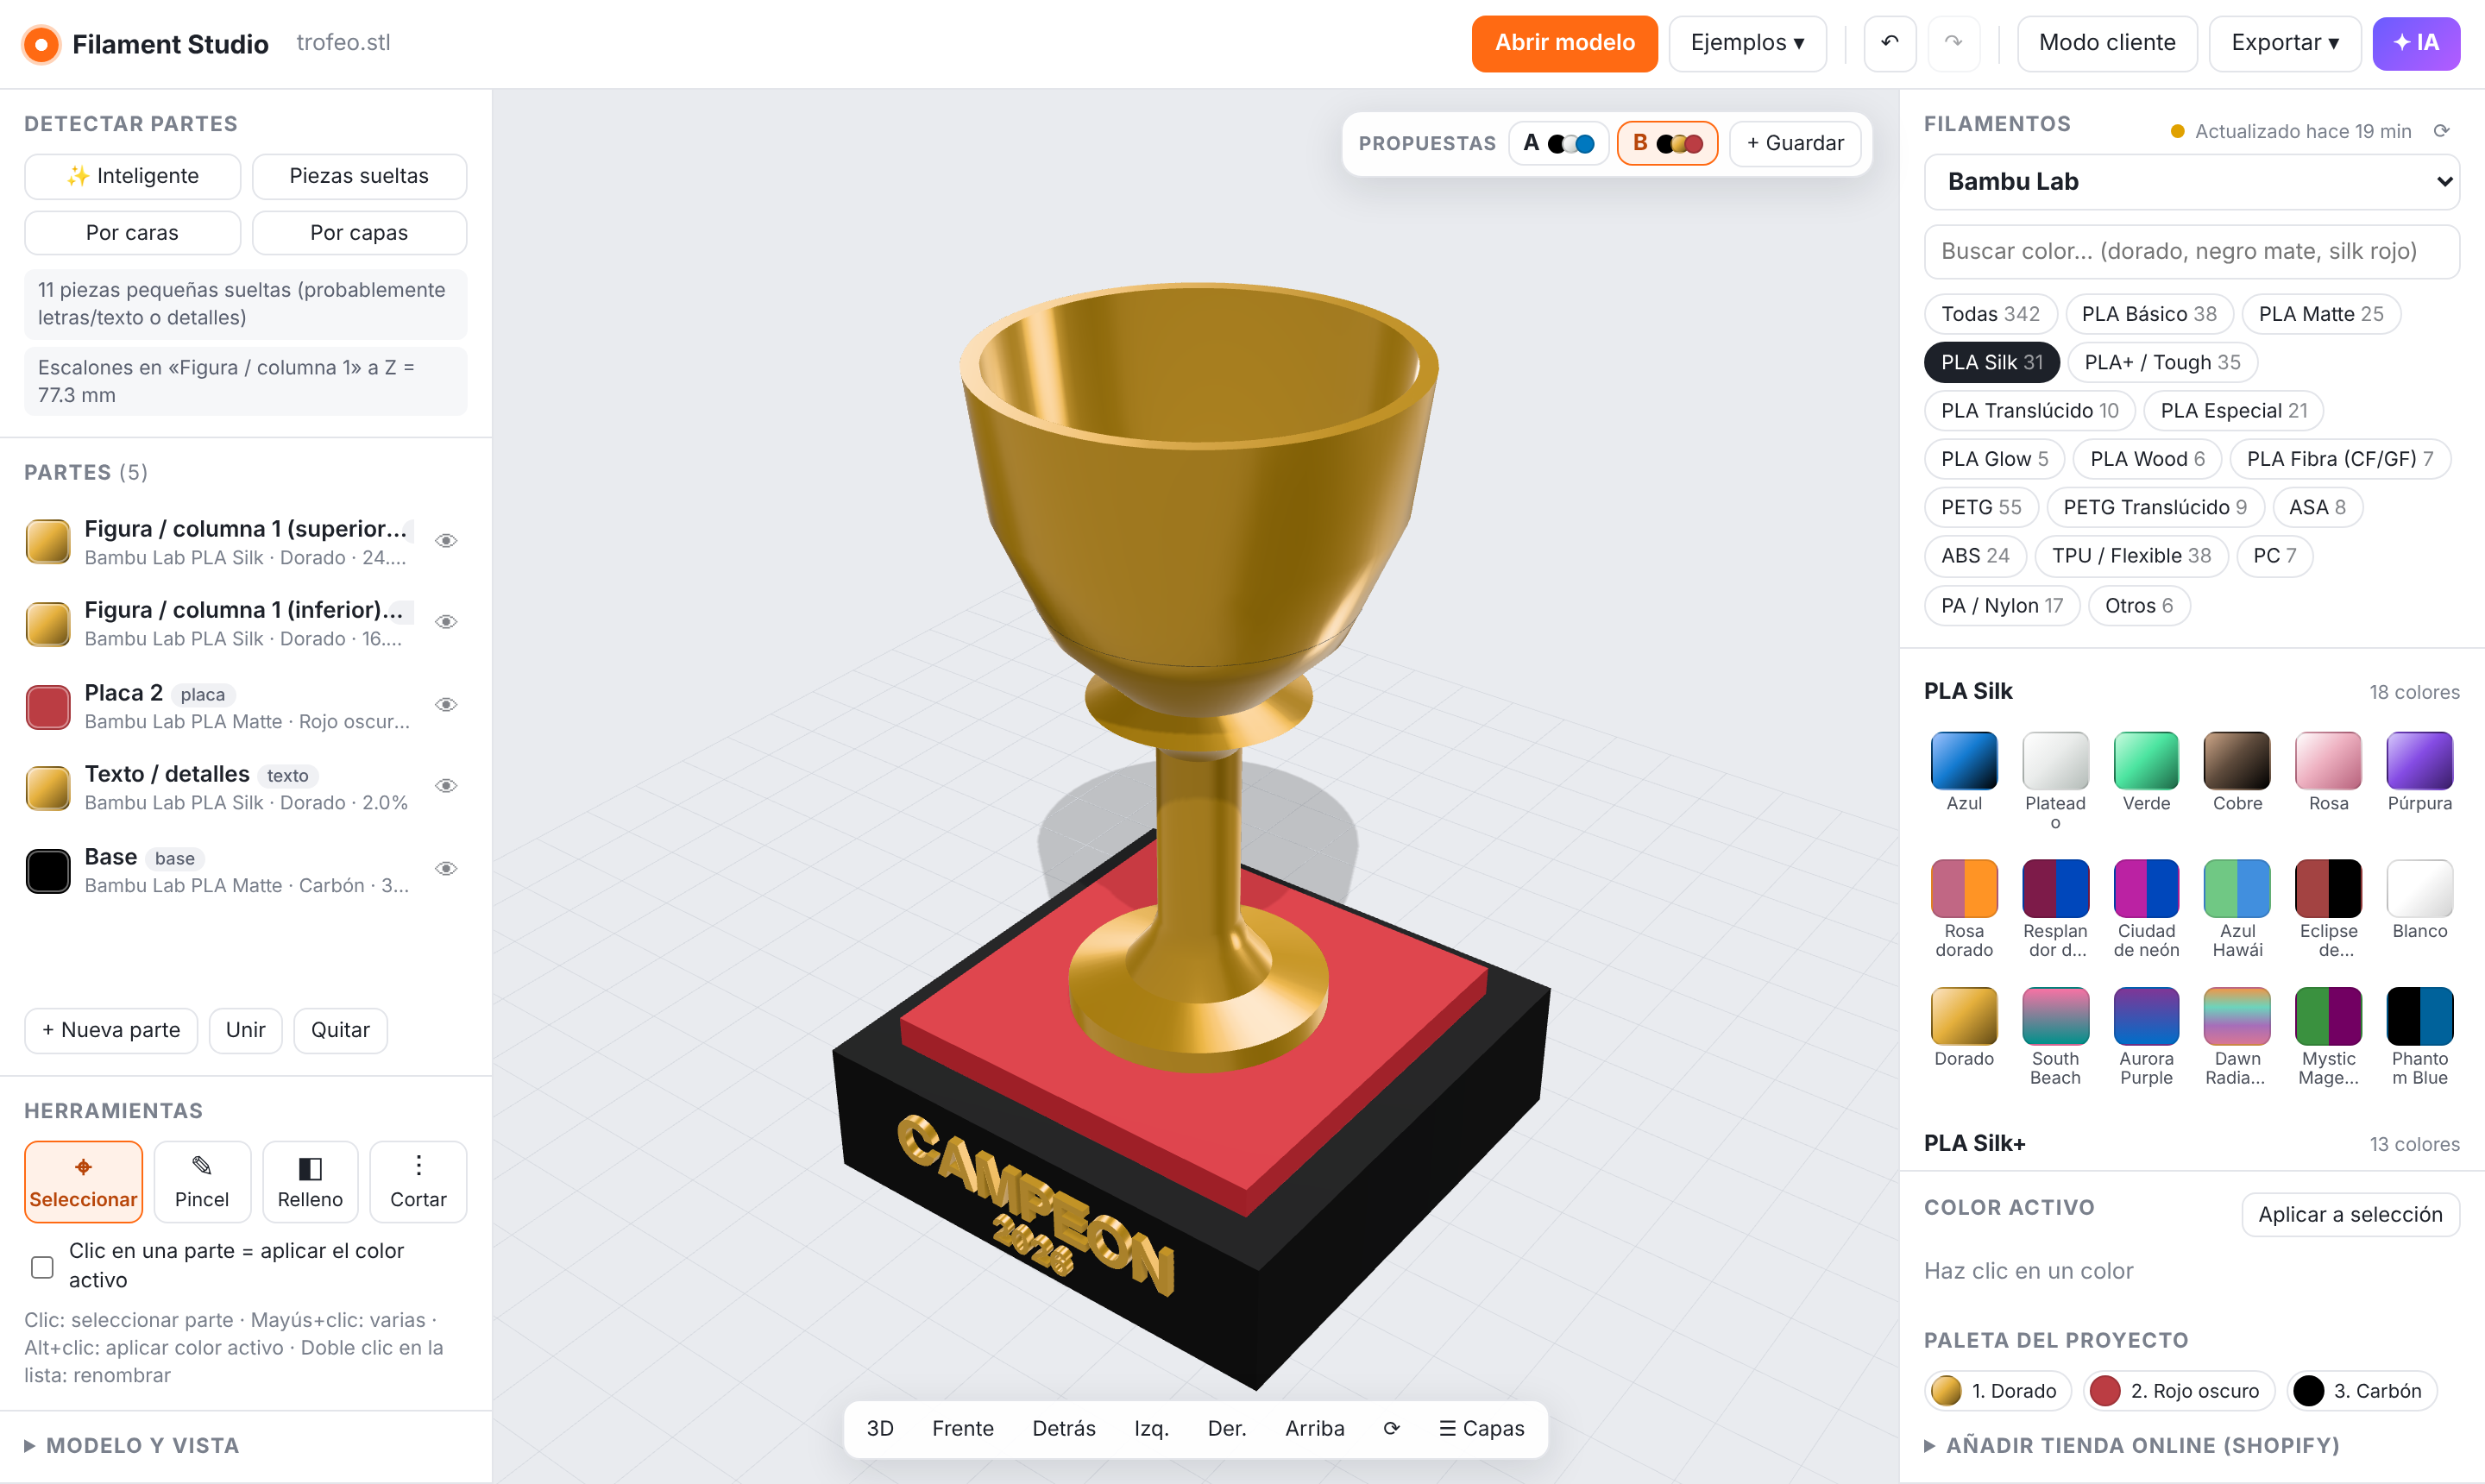 Filament Studio trofeo.stl
Abrir modelo Ejemplos ▾ ↶ ↷ Modo cliente Exportar ▾ ✦ IA
DETECTAR PARTES
✨ Inteligente Piezas sueltas
Por caras Por capas
11 piezas pequeñas sueltas (probablemente
letras/texto o detalles)
Escalones en «Figura / columna 1» a Z =
77.3 mm
PARTES (5)
Figura / columna 1 (superior...
Bambu Lab PLA Silk · Dorado · 24....
Figura / columna 1 (inferior)...
Bambu Lab PLA Silk · Dorado · 16....
Placa 2 placa
Bambu Lab PLA Matte · Rojo oscur...
Texto / detalles texto
Bambu Lab PLA Silk · Dorado · 2.0%
Base base
Bambu Lab PLA Matte · Carbón · 3...
+ Nueva parte Unir Quitar
HERRAMIENTAS
Seleccionar Pincel Relleno Cortar
Clic en una parte = aplicar el color
activo
Clic: seleccionar parte · Mayús+clic: varias ·
Alt+clic: aplicar color activo · Doble clic en la
lista: renombrar
▶ MODELO Y VISTA
PROPUESTAS A B + Guardar
CAMPEON
2026
3D Frente Detrás Izq. Der. Arriba ⟳ ☰ Capas
FILAMENTOS Actualizado hace 19 min ⟳
Bambu Lab
Buscar color... (dorado, negro mate, silk rojo)
Todas 342 PLA Básico 38 PLA Matte 25
PLA Silk 31 PLA+ / Tough 35
PLA Translúcido 10 PLA Especial 21
PLA Glow 5 PLA Wood 6 PLA Fibra (CF/GF) 7
PETG 55 PETG Translúcido 9 ASA 8
ABS 24 TPU / Flexible 38 PC 7
PA / Nylon 17 Otros 6
PLA Silk 18 colores
Azul Platead Verde Cobre Rosa Púrpura
o
Rosa Resplan Ciudad Azul Eclipse Blanco
dorado dor d... de neón Hawái de...
Dorado South Aurora Dawn Mystic Phanto
Beach Purple Radia... Mage... m Blue
PLA Silk+ 13 colores
COLOR ACTIVO Aplicar a selección
Haz clic en un color
PALETA DEL PROYECTO
1. Dorado 2. Rojo oscuro 3. Carbón
▶ AÑADIR TIENDA ONLINE (SHOPIFY)